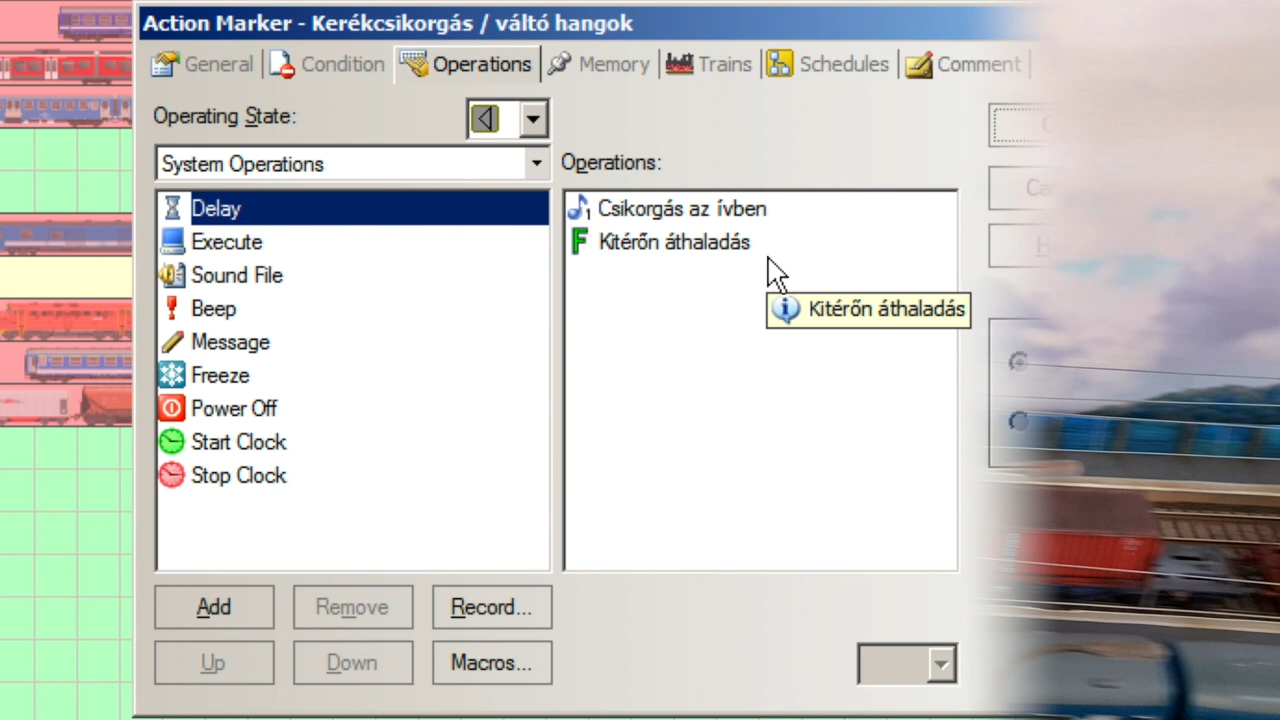 Action Marker - Kerékcsikorgás / váltó hangok
General Condition Operations Memory Trains Schedules Comment
Operating State:
System Operations
Operations:
Delay
Execute
Sound File
Beep
Message
Freeze
Power Off
Start Clock
Stop Clock
1 Csikorgás az ívben
F Kitérőn áthaladás
Kitérőn áthaladás
Add Remove Record...
Up Down Macros...